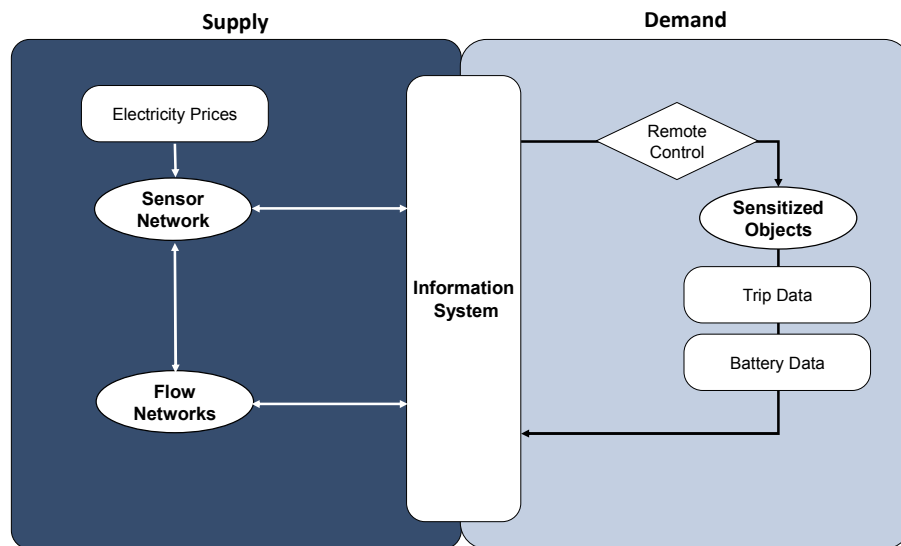 Supply
Demand
Electricity Prices
Sensor
Network
Flow
Networks
Information
System
Remote
Control
Sensitized
Objects
Trip Data
Battery Data